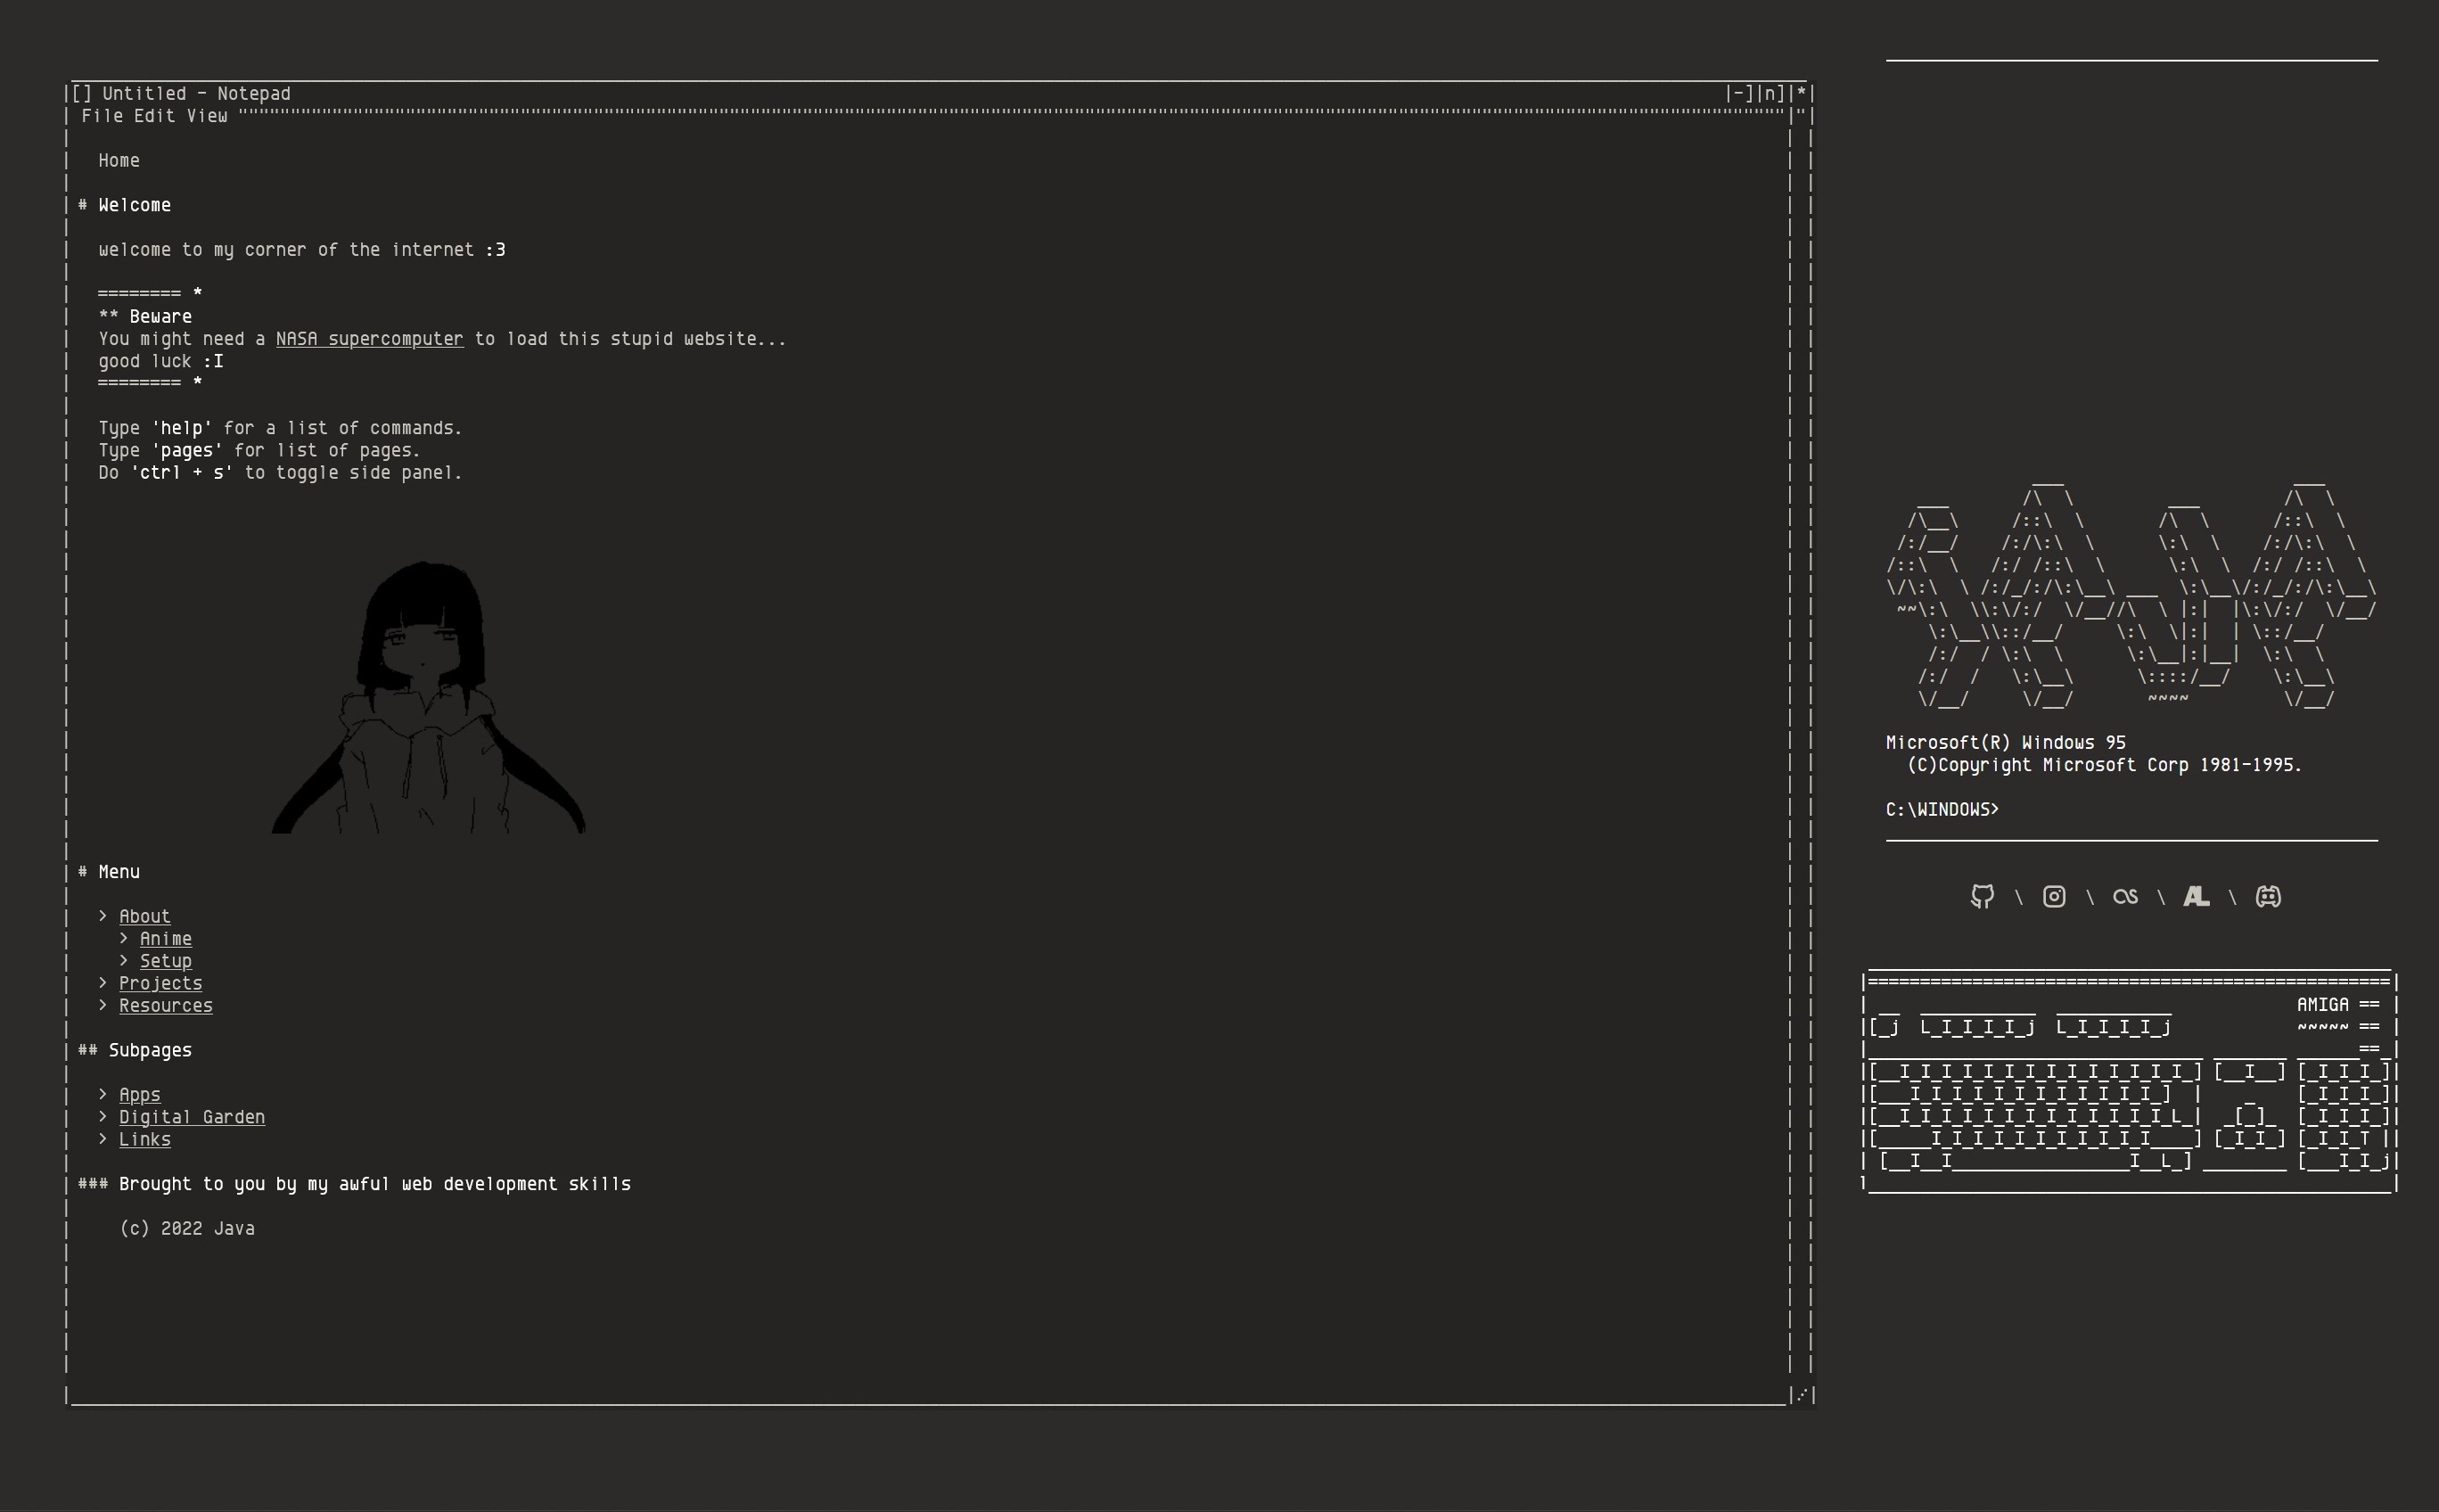 [] Untitled - Notepad |-]|n]|*|
File Edit View
Home
# Welcome
welcome to my corner of the internet :3
======== *
** Beware
You might need a NASA supercomputer to load this stupid website...
good luck :I
======== *
Type 'help' for a list of commands.
Type 'pages' for list of pages.
Do 'ctrl + s' to toggle side panel.
# Menu
> About
> Anime
> Setup
> Projects
> Resources
## Subpages
> Apps
> Digital Garden
> Links
### Brought to you by my awful web development skills
(c) 2022 Java
Microsoft(R) Windows 95
(C)Copyright Microsoft Corp 1981-1995.
C:\WINDOWS>
AMIGA ==